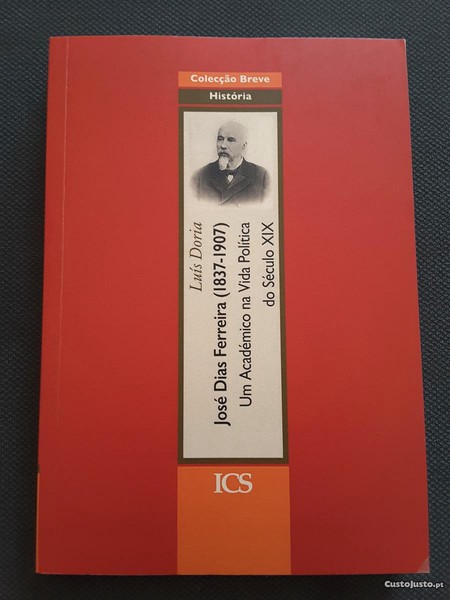 Colecção Breve
História
Luís Doria
José Dias Ferreira (1837-1907)
Um Académico na Vida Política
do Século XIX
ICS
CustoJusto.pt